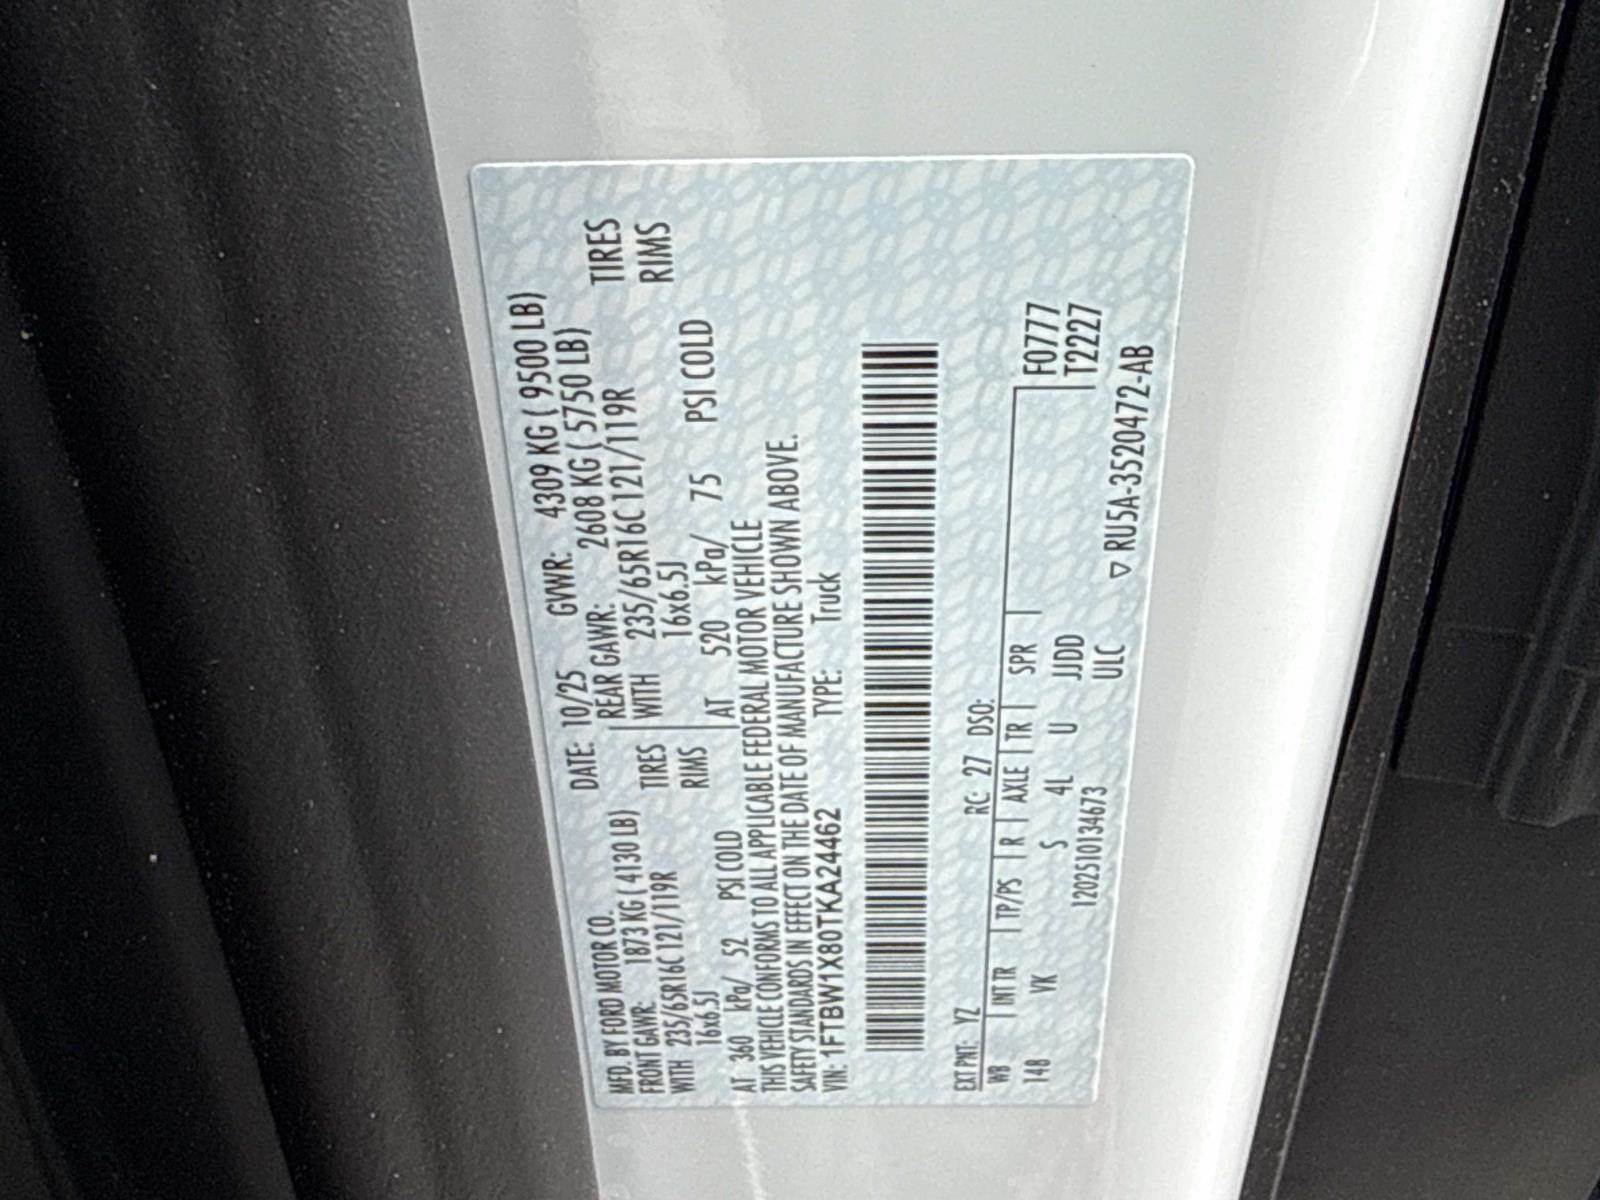 MFD. BY FORD MOTOR CO.
DATE: 10/25 GVWR: 4309 KG ( 9500 LB)
FRONT GAWR: 1873 KG ( 4130 LB)
REAR GAWR: 2608 KG ( 5750 LB)
WITH 235/65R16C 121/119R TIRES
WITH 235/65R16C 121/119R TIRES
16x6.5J RIMS
16x6.5J RIMS
AT 360 kPa/ 52 PSI COLD
AT 520 kPa/ 75 PSI COLD
THIS VEHICLE CONFORMS TO ALL APPLICABLE FEDERAL MOTOR VEHICLE
SAFETY STANDARDS IN EFFECT ON THE DATE OF MANUFACTURE SHOWN ABOVE.
VIN: 1FTBW1X80TKA24462 TYPE: Truck
EXT PNT: YZ RC: 27 DSO:
WB INT TR TP/PS R AXLE TR SPR F0777
148 VK S 4L U JJDD T2227
120251013467​3 ULC
▽ RU5A-3520472-AB